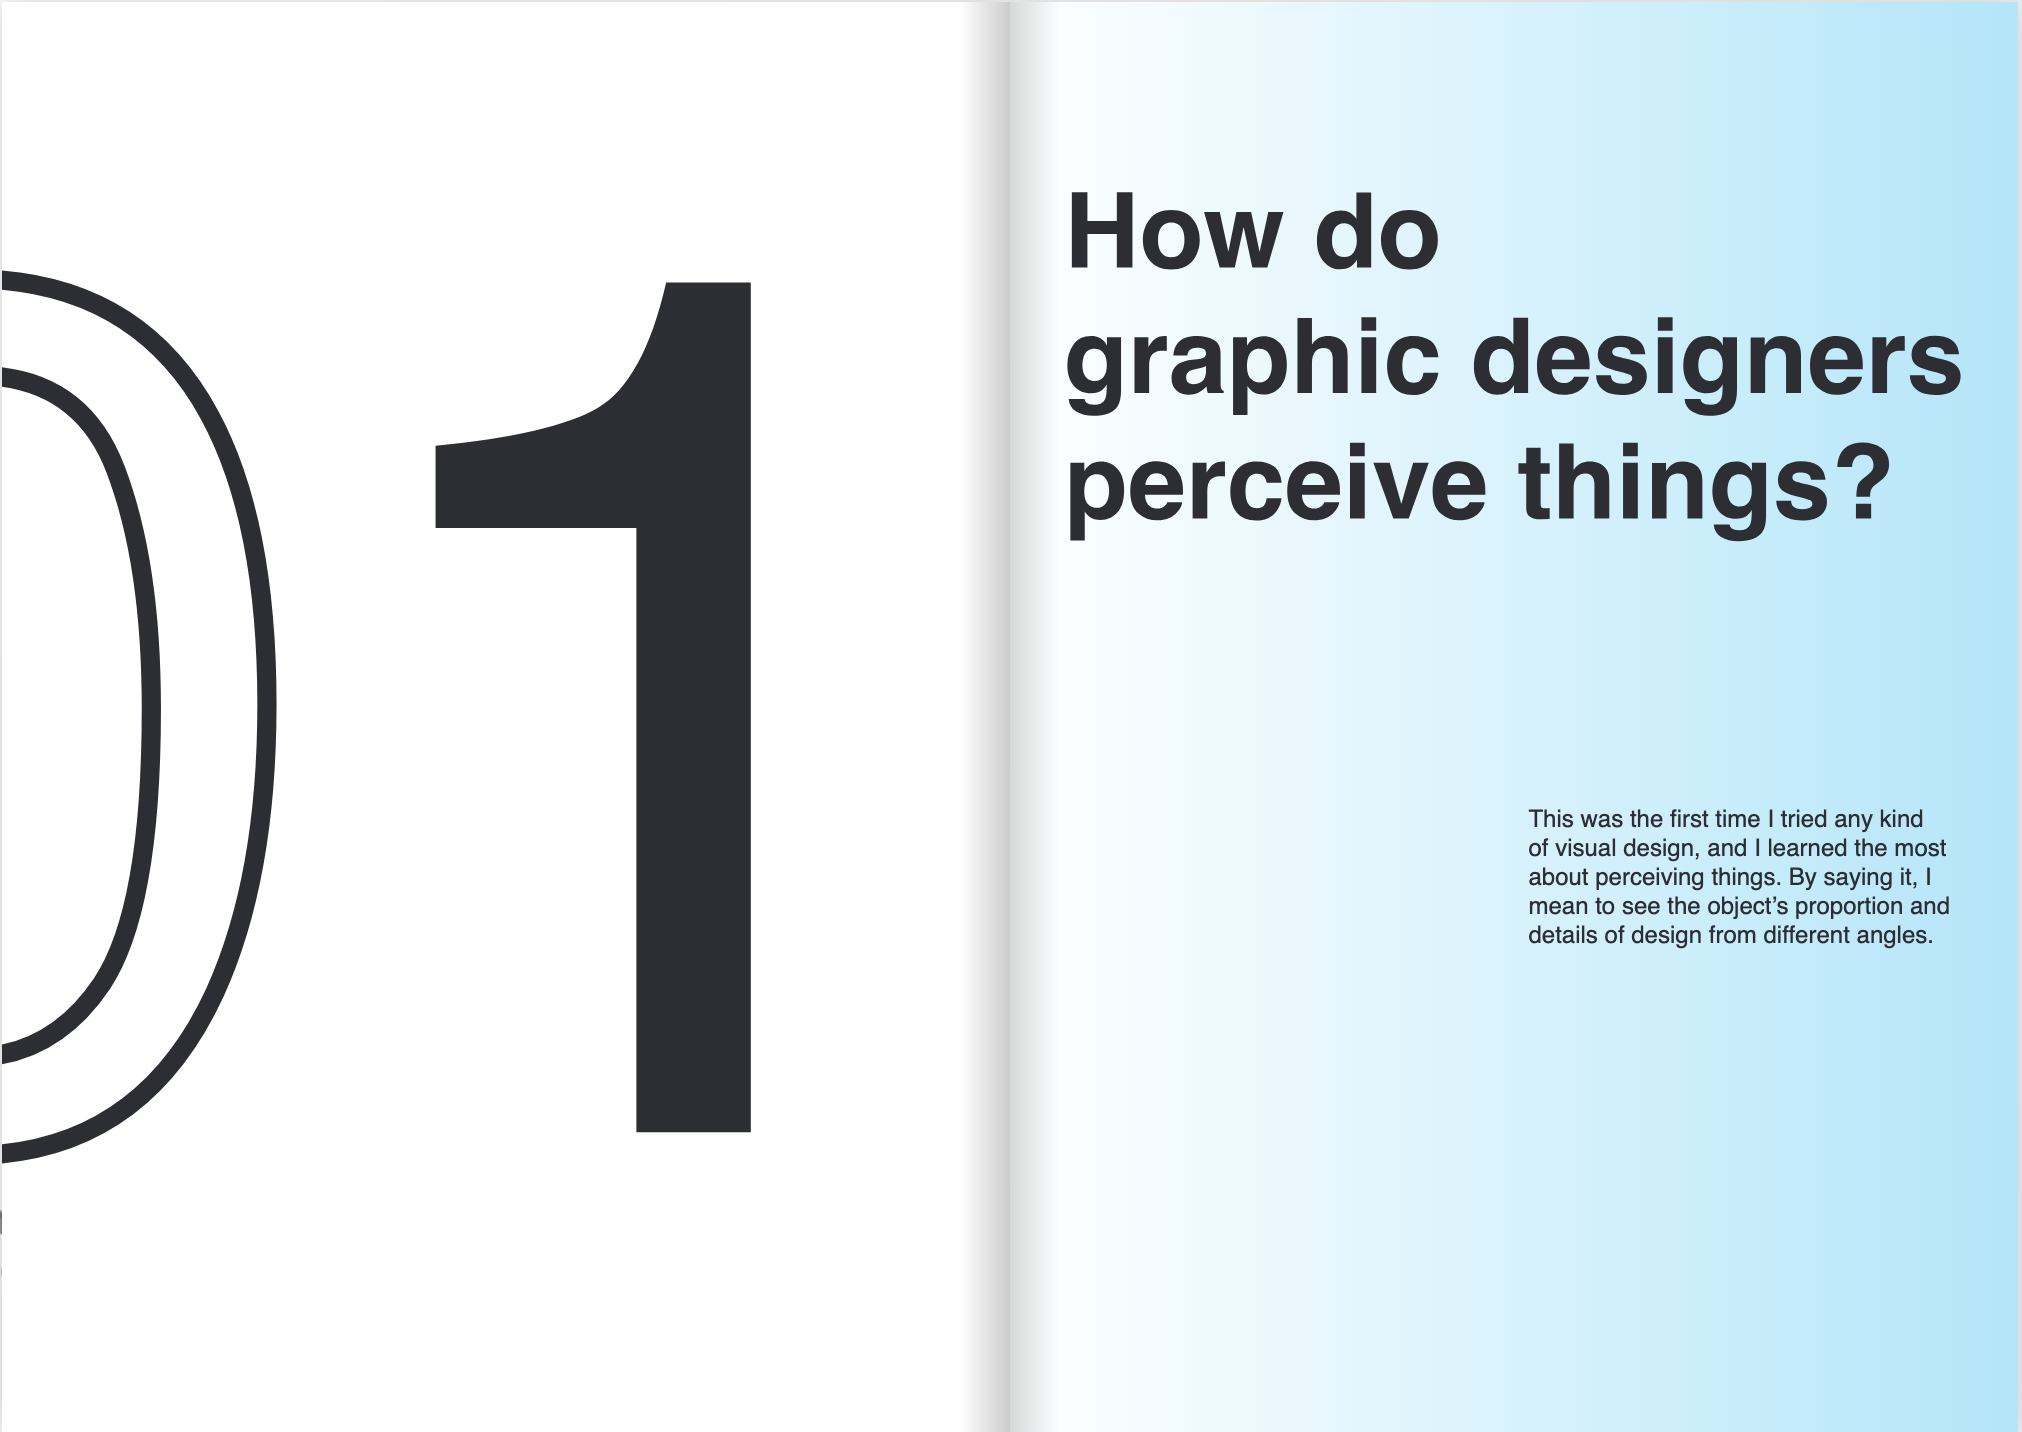 01
How do
graphic designers
perceive things?
This was the first time I tried any kind
of visual design, and I learned the most
about perceiving things. By saying it, I
mean to see the object’s proportion and
details of design from different angles.